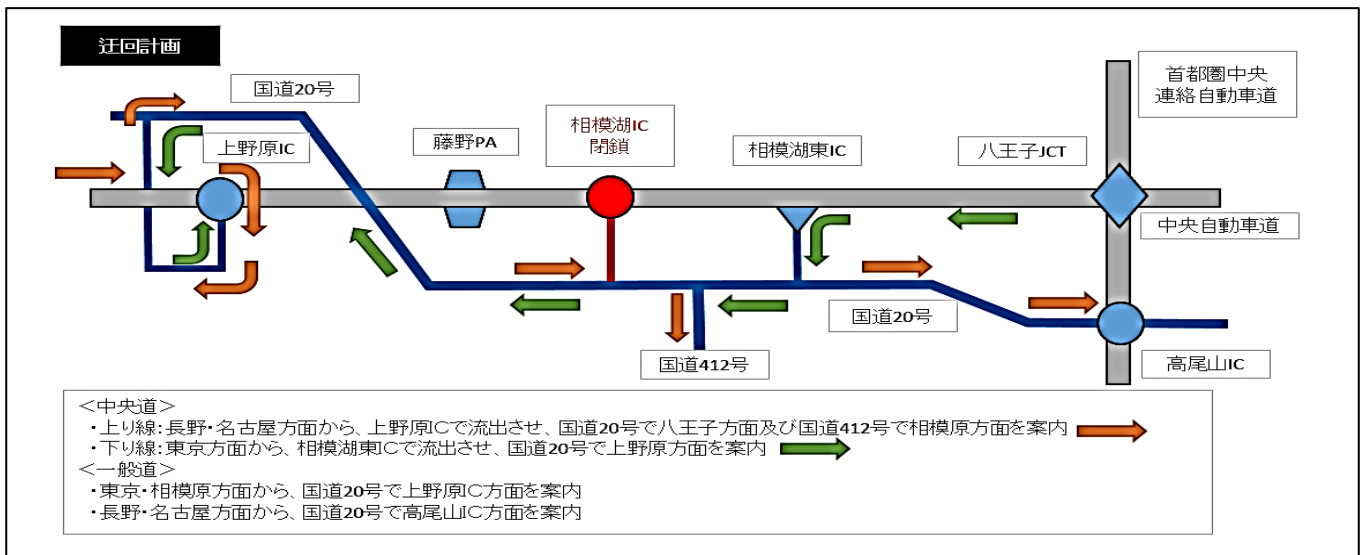 迂回計画
国道20号
上野原IC
藤野PA
相模湖IC
閉鎖
相模湖東IC
八王子JCT
首都圏中央
連絡自動車道
中央自動車道
国道20号
国道412号
高尾山IC
＜中央道＞
・上り線:長野・名古屋方面から、上野原ICで流出させ、国道20号で八王子方面及び国道412号で相模原方面を案内
・下り線:東京方面から、相模湖東ICで流出させ、国道20号で上野原方面を案内
＜一般道＞
・東京・相模原方面から、国道20号で上野原IC方面を案内
・長野・名古屋方面から、国道20号で高尾山IC方面を案内